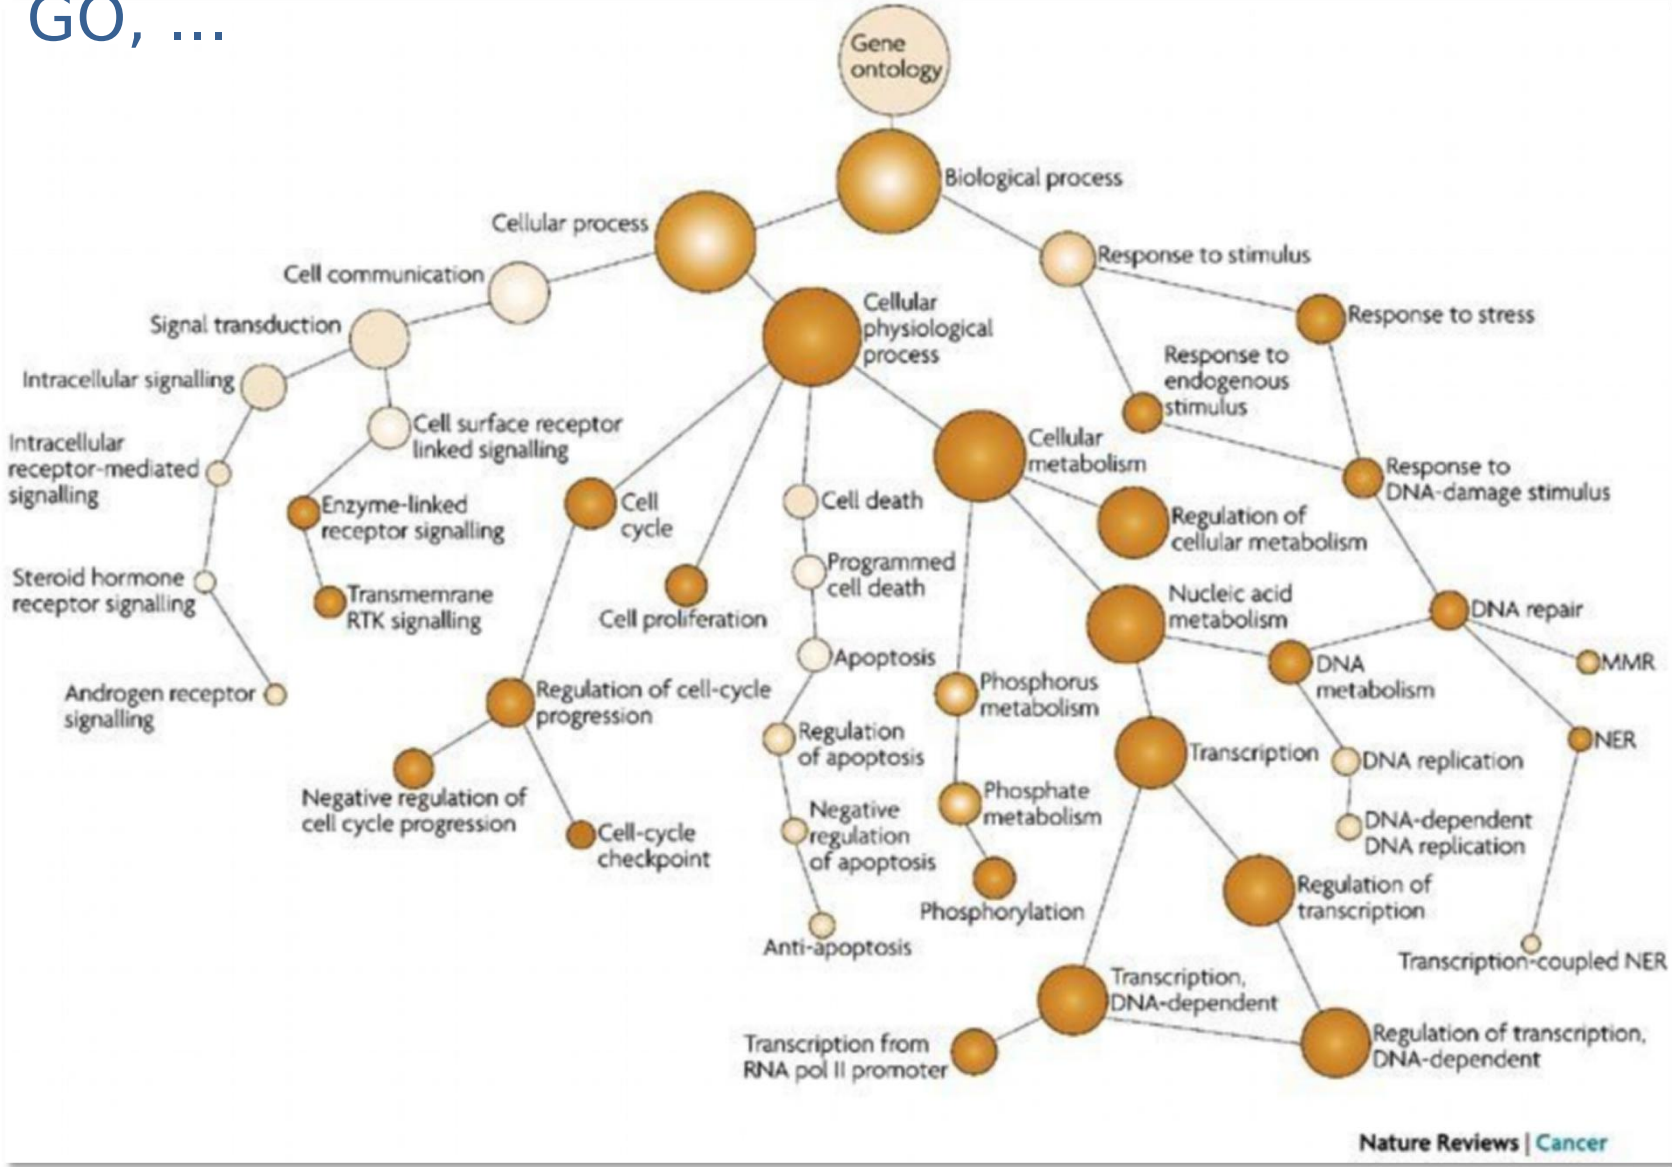 GO, ...
Gene
ontology
Biological process
Cellular process
Response to stimulus
Cell communication
Cellular
physiological
process
Response to stress
Signal transduction
Response to
endogenous
stimulus
Intracellular signalling
Cell surface receptor
linked signalling
Cellular
metabolism
Intracellular
receptor-mediated
signalling
Response to
DNA-damage stimulus
Enzyme-linked
receptor signalling
Cell
cycle
Cell death
Regulation of
cellular metabolism
Programmed
cell death
Steroid hormone
receptor signalling
Transmemrane
RTK signalling
Cell proliferation
Nucleic acid
metabolism
DNA repair
Apoptosis
DNA
metabolism
MMR
Androgen receptor
signalling
Regulation of cell-cycle
progression
Phosphorus
metabolism
Regulation
of apoptosis
Transcription
NER
DNA replication
Negative regulation of
cell cycle progression
Phosphate
metabolism
Negative
regulation
of apoptosis
Cell-cycle
checkpoint
DNA-dependent
DNA replication
Phosphorylation
Regulation of
transcription
Anti-apoptosis
Transcription-coupled NER
Transcription,
DNA-dependent
Transcription from
RNA pol II promoter
Regulation of transcription,
DNA-dependent
Nature Reviews | Cancer